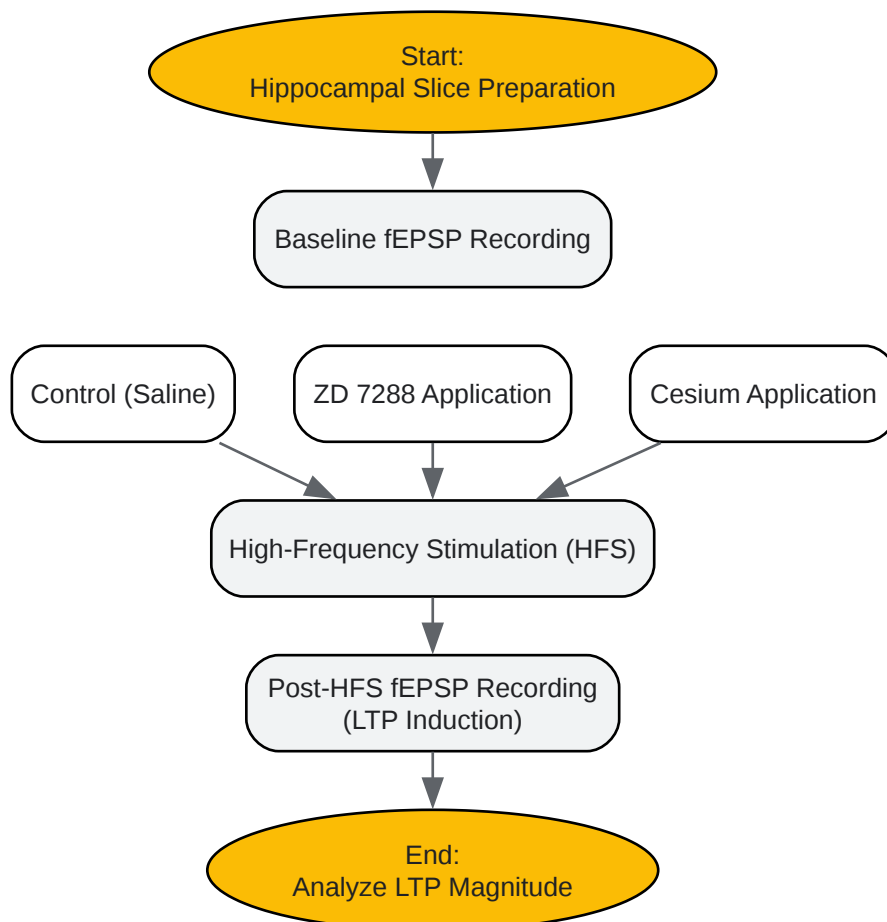 Start:
Hippocampal Slice Preparation
Baseline fEPSP Recording
Control (Saline)
ZD 7288 Application
Cesium Application
High-Frequency Stimulation (HFS)
Post-HFS fEPSP Recording
(LTP Induction)
End:
Analyze LTP Magnitude